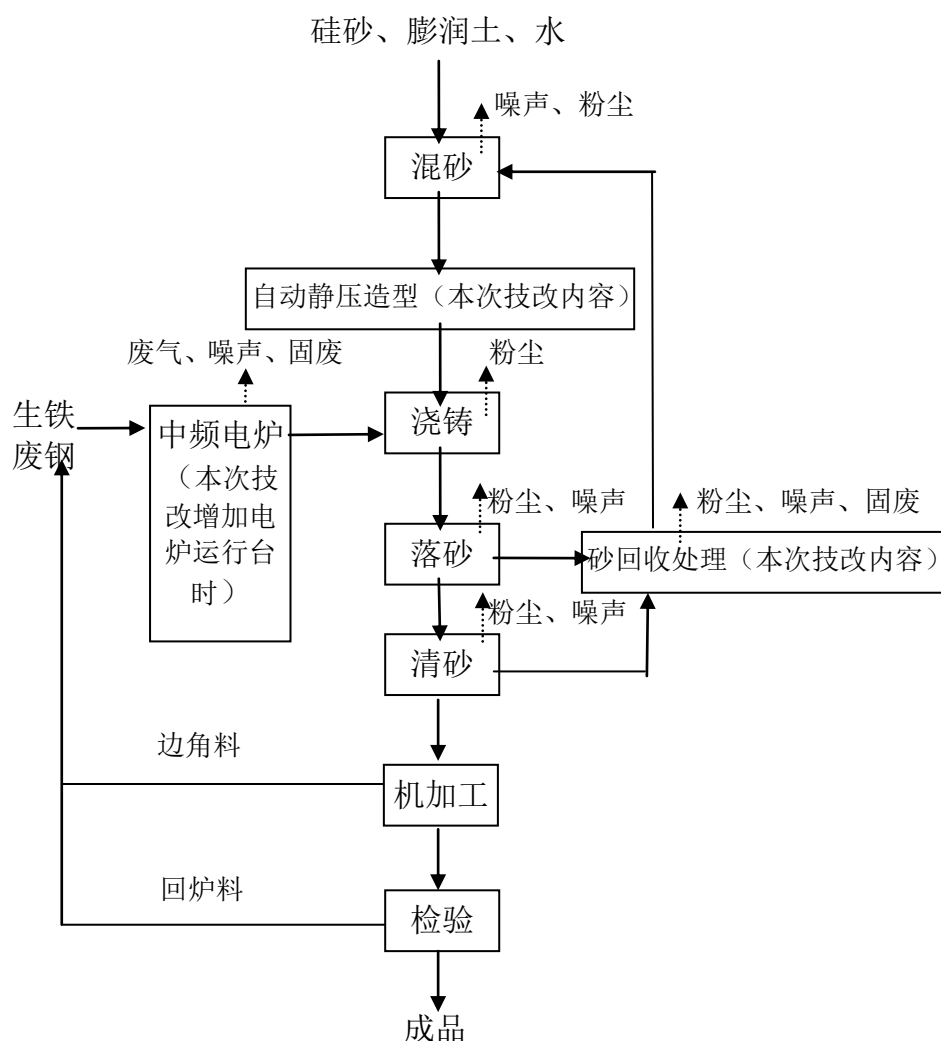 硅砂、膨润土、水
噪声、粉尘
混砂
自动静压造型（本次技改内容）
废气、噪声、固废
粉尘
生铁
废钢
中频电炉
（本次技
改增加电
炉运行台
时）
浇铸
粉尘、噪声
粉尘、噪声、固废
落砂
砂回收处理（本次技改内容）
粉尘、噪声
清砂
边角料
机加工
回炉料
检验
成品